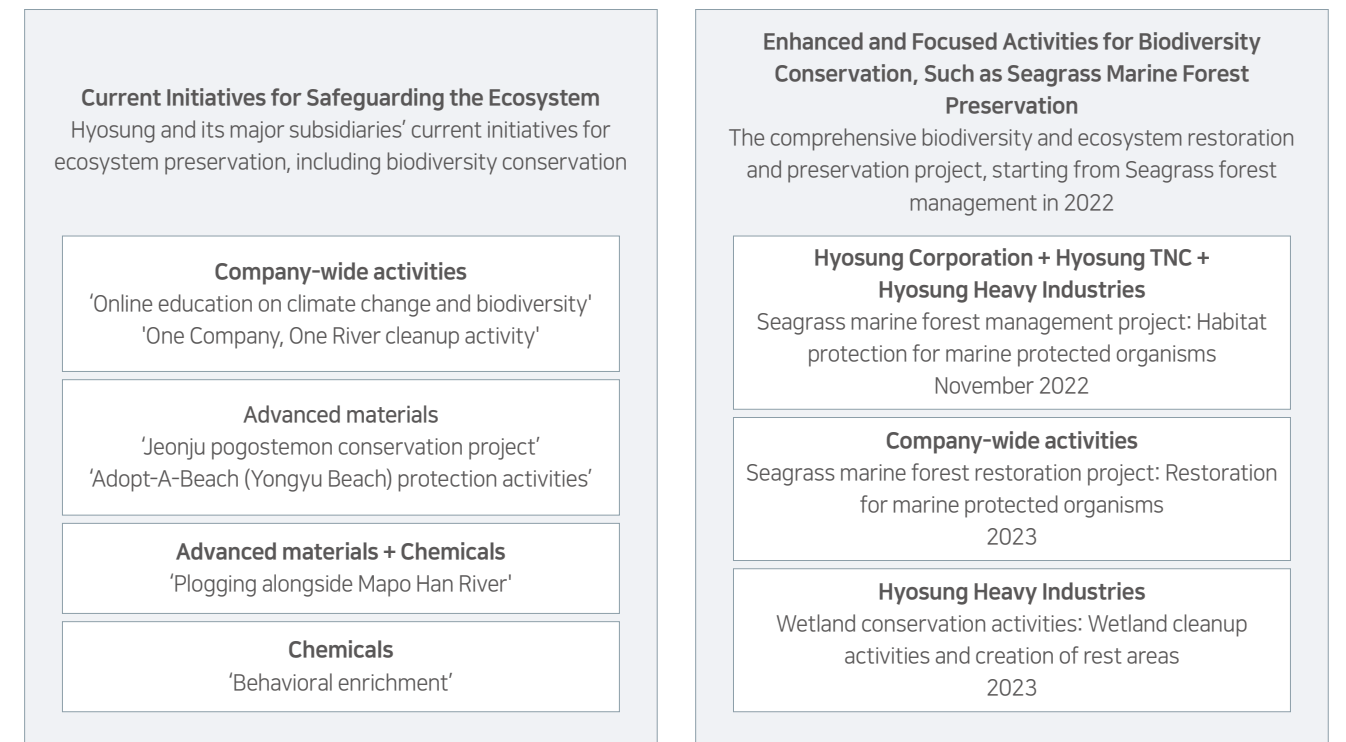 Current Initiatives for Safeguarding the Ecosystem
Hyosung and its major subsidiaries’ current initiatives for
ecosystem preservation, including biodiversity conservation
Company-wide activities
‘Online education on climate change and biodiversity'
'One Company, One River cleanup activity'
Advanced materials
‘Jeonju pogostemon conservation project’
‘Adopt-A-Beach (Yongyu Beach) protection activities’
Advanced materials + Chemicals
‘Plogging alongside Mapo Han River'
Chemicals
‘Behavioral enrichment’
Enhanced and Focused Activities for Biodiversity
Conservation, Such as Seagrass Marine Forest
Preservation
The comprehensive biodiversity and ecosystem restoration
and preservation project, starting from Seagrass forest
management in 2022
Hyosung Corporation + Hyosung TNC +
Hyosung Heavy Industries
Seagrass marine forest management project: Habitat
protection for marine protected organisms
November 2022
Company-wide activities
Seagrass marine forest restoration project: Restoration
for marine protected organisms
2023
Hyosung Heavy Industries
Wetland conservation activities: Wetland cleanup
activities and creation of rest areas
2023